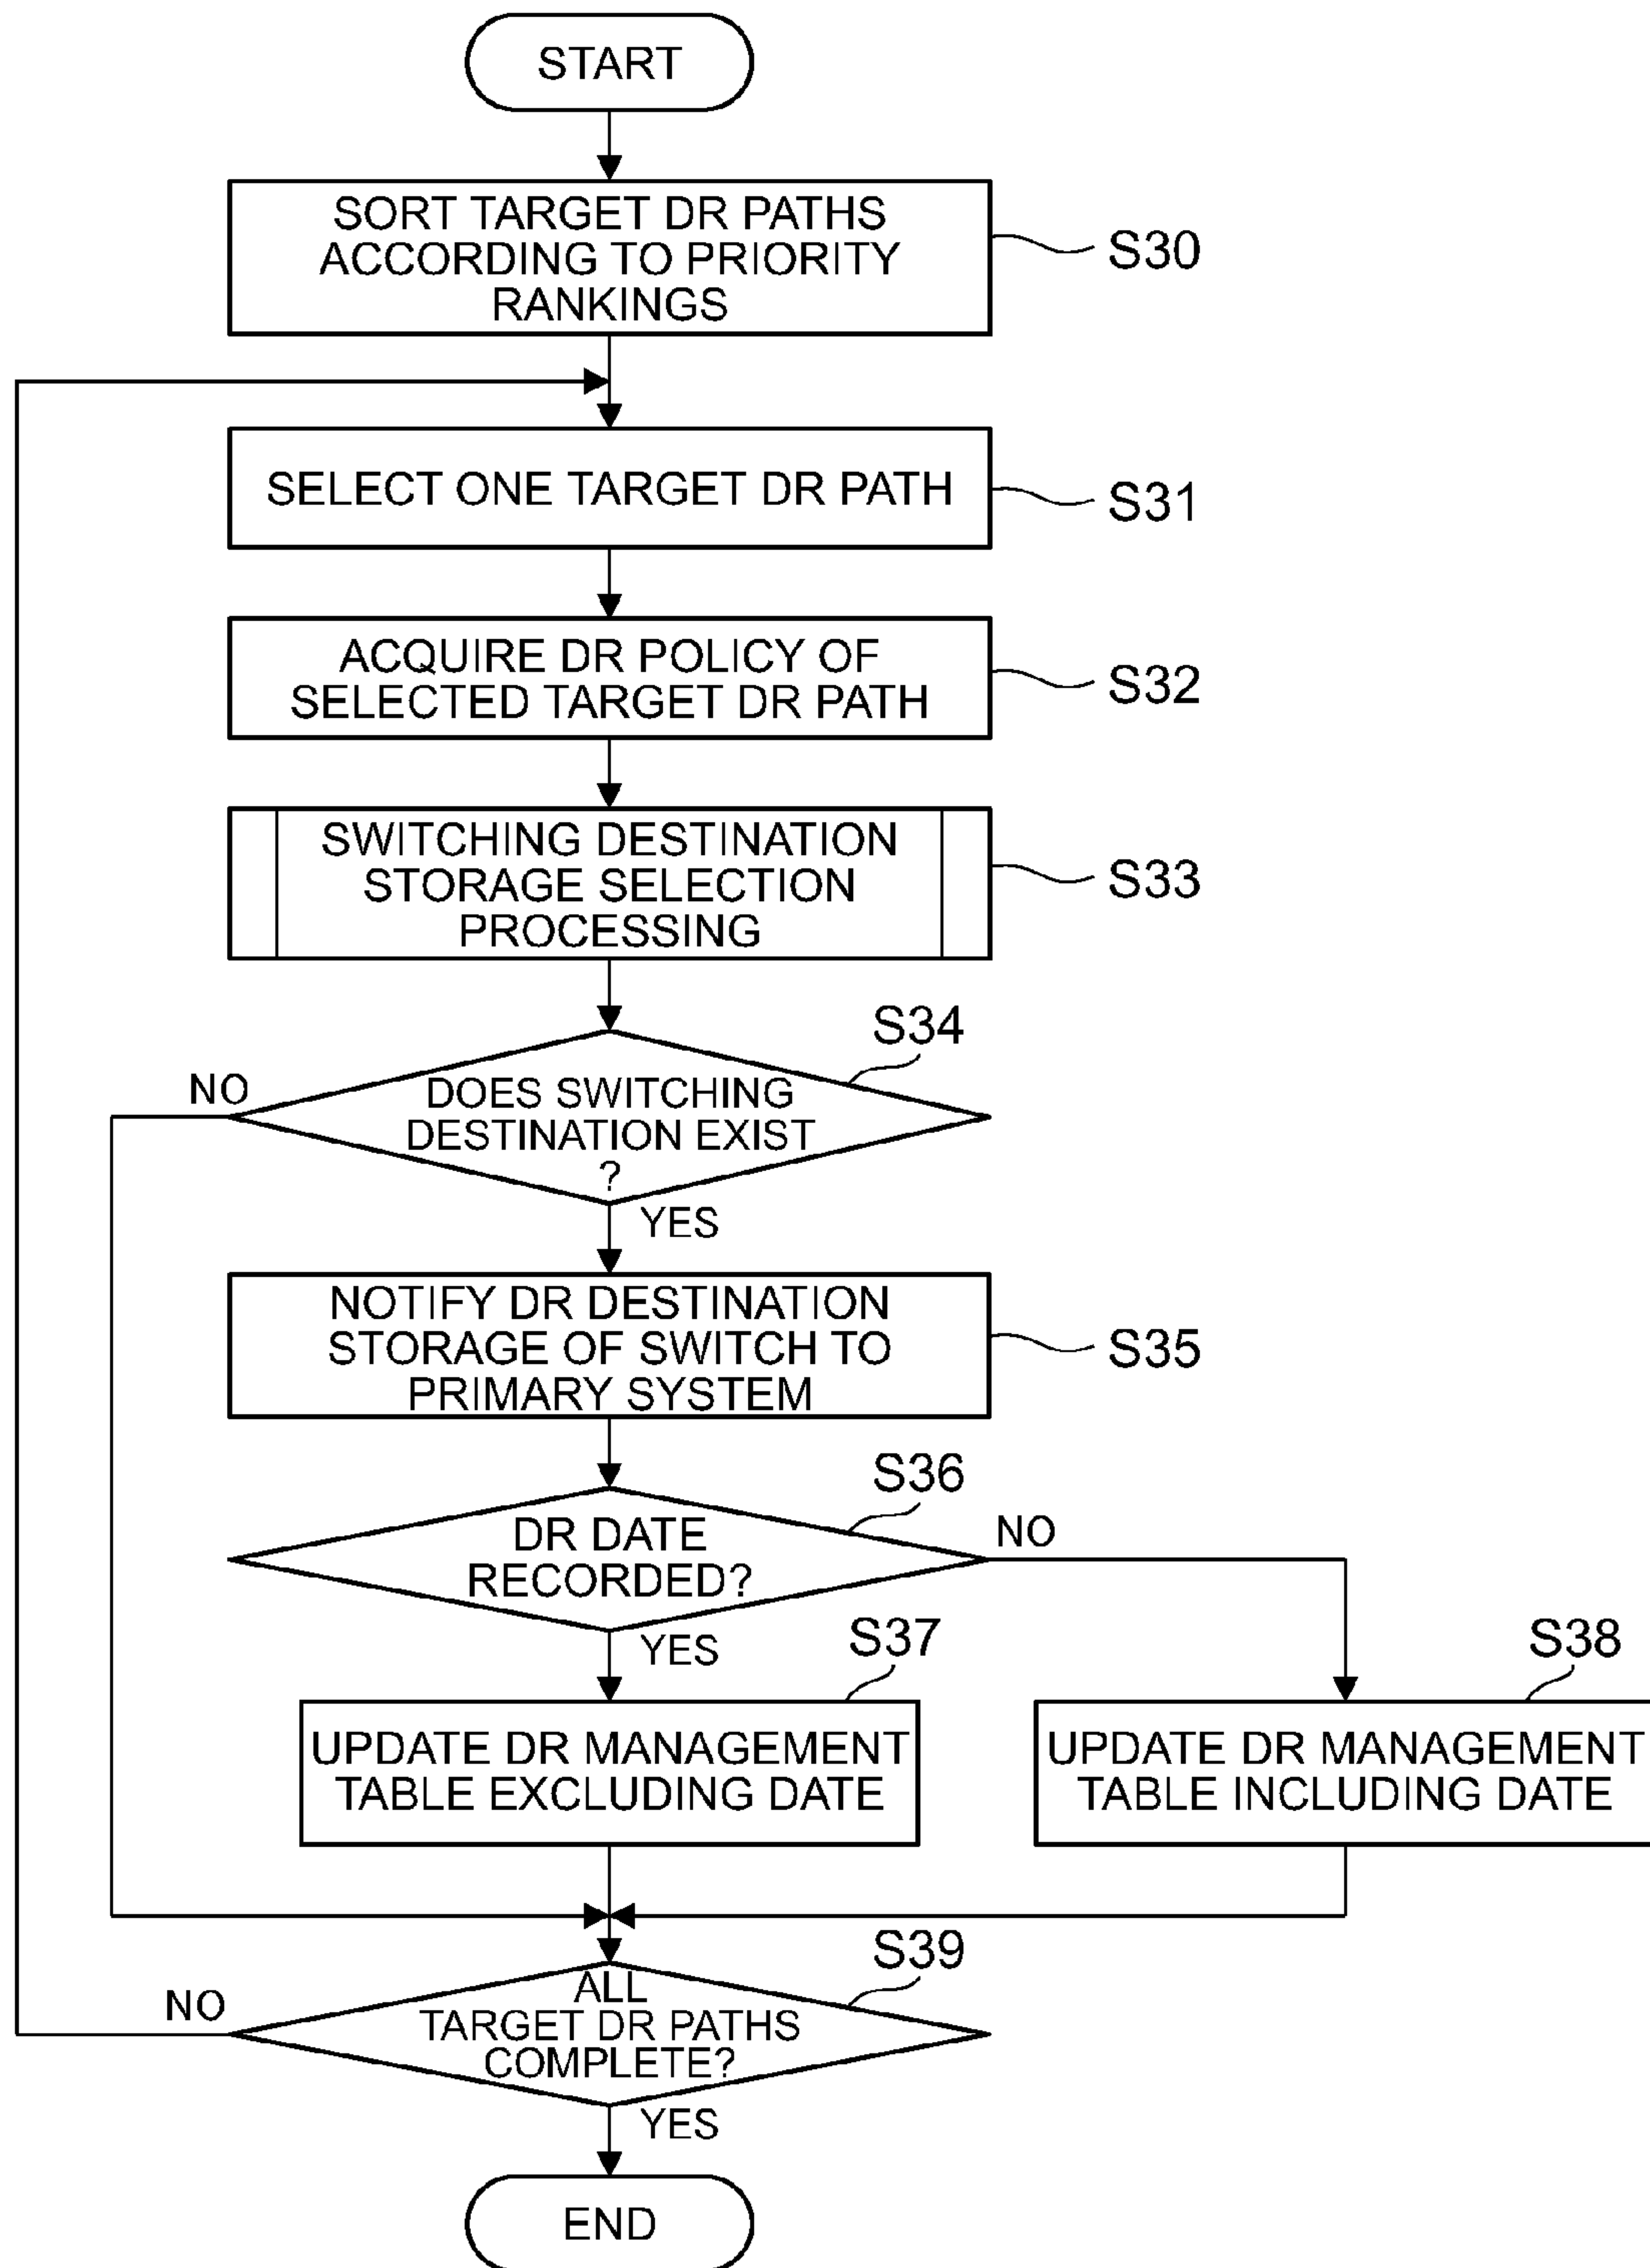 START
SORT TARGET DR PATHS
ACCORDING TO PRIORITY
RANKINGS
S30
SELECT ONE TARGET DR PATH
S31
ACQUIRE DR POLICY OF
SELECTED TARGET DR PATH
S32
SWITCHING DESTINATION
STORAGE SELECTION
PROCESSING
S33
S34
NO
DOES SWITCHING
DESTINATION EXIST
?
YES
NOTIFY DR DESTINATION
STORAGE OF SWITCH TO
PRIMARY SYSTEM
S35
S36
DR DATE
RECORDED?
NO
YES
S37
S38
UPDATE DR MANAGEMENT
TABLE EXCLUDING DATE
UPDATE DR MANAGEMENT
TABLE INCLUDING DATE
S39
NO
ALL
TARGET DR PATHS
COMPLETE?
YES
END